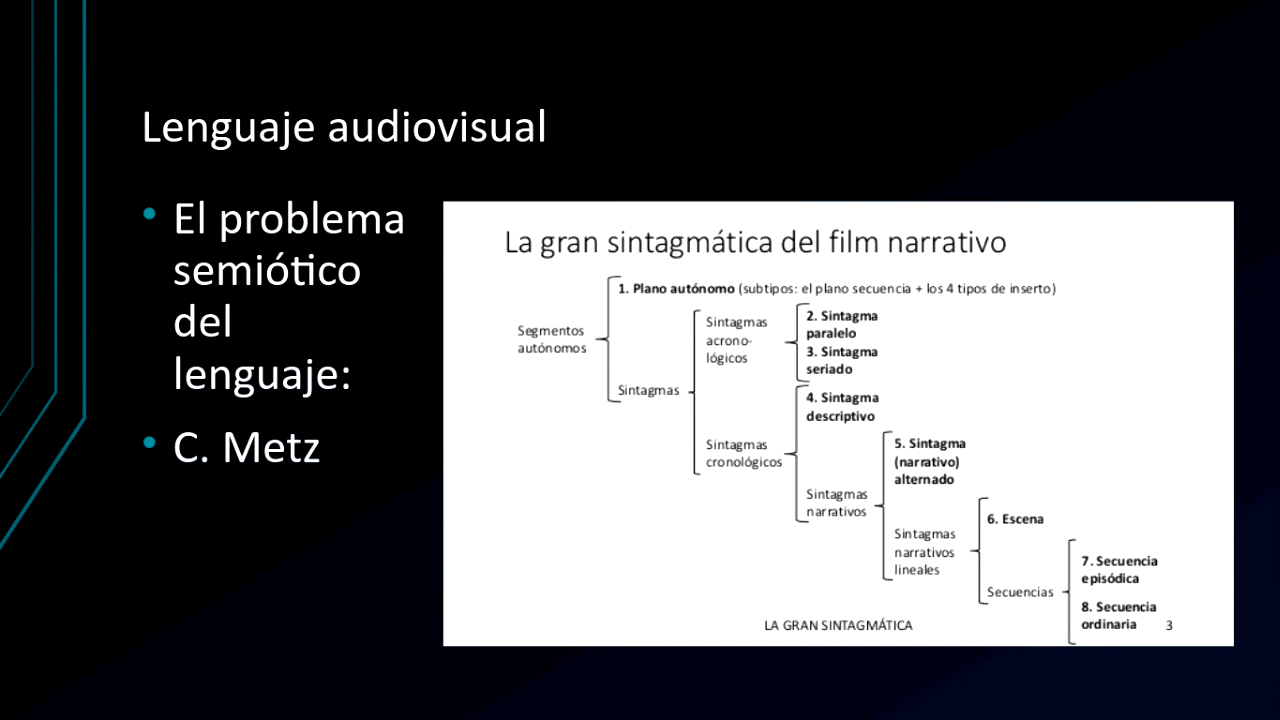 Lenguaje audiovisual
• El problema
semiótico
del
lenguaje:
• C. Metz
La gran sintagmática del film narrativo
1. Plano autónomo (subtipos: el plano secuencia + los 4 tipos de inserto)
Segmentos
autónomos
Sintagmas
Sintagmas
acrono-
lógicos
2. Sintagma
paralelo
3. Sintagma
seriado
Sintagmas
cronológicos
4. Sintagma
descriptivo
Sintagmas
narrativos
5. Sintagma
(narrativo)
alternado
Sintagmas
narrativos
lineales
6. Escena
Secuencias
7. Secuencia
episódica
8. Secuencia
ordinaria
LA GRAN SINTAGMÁTICA
3